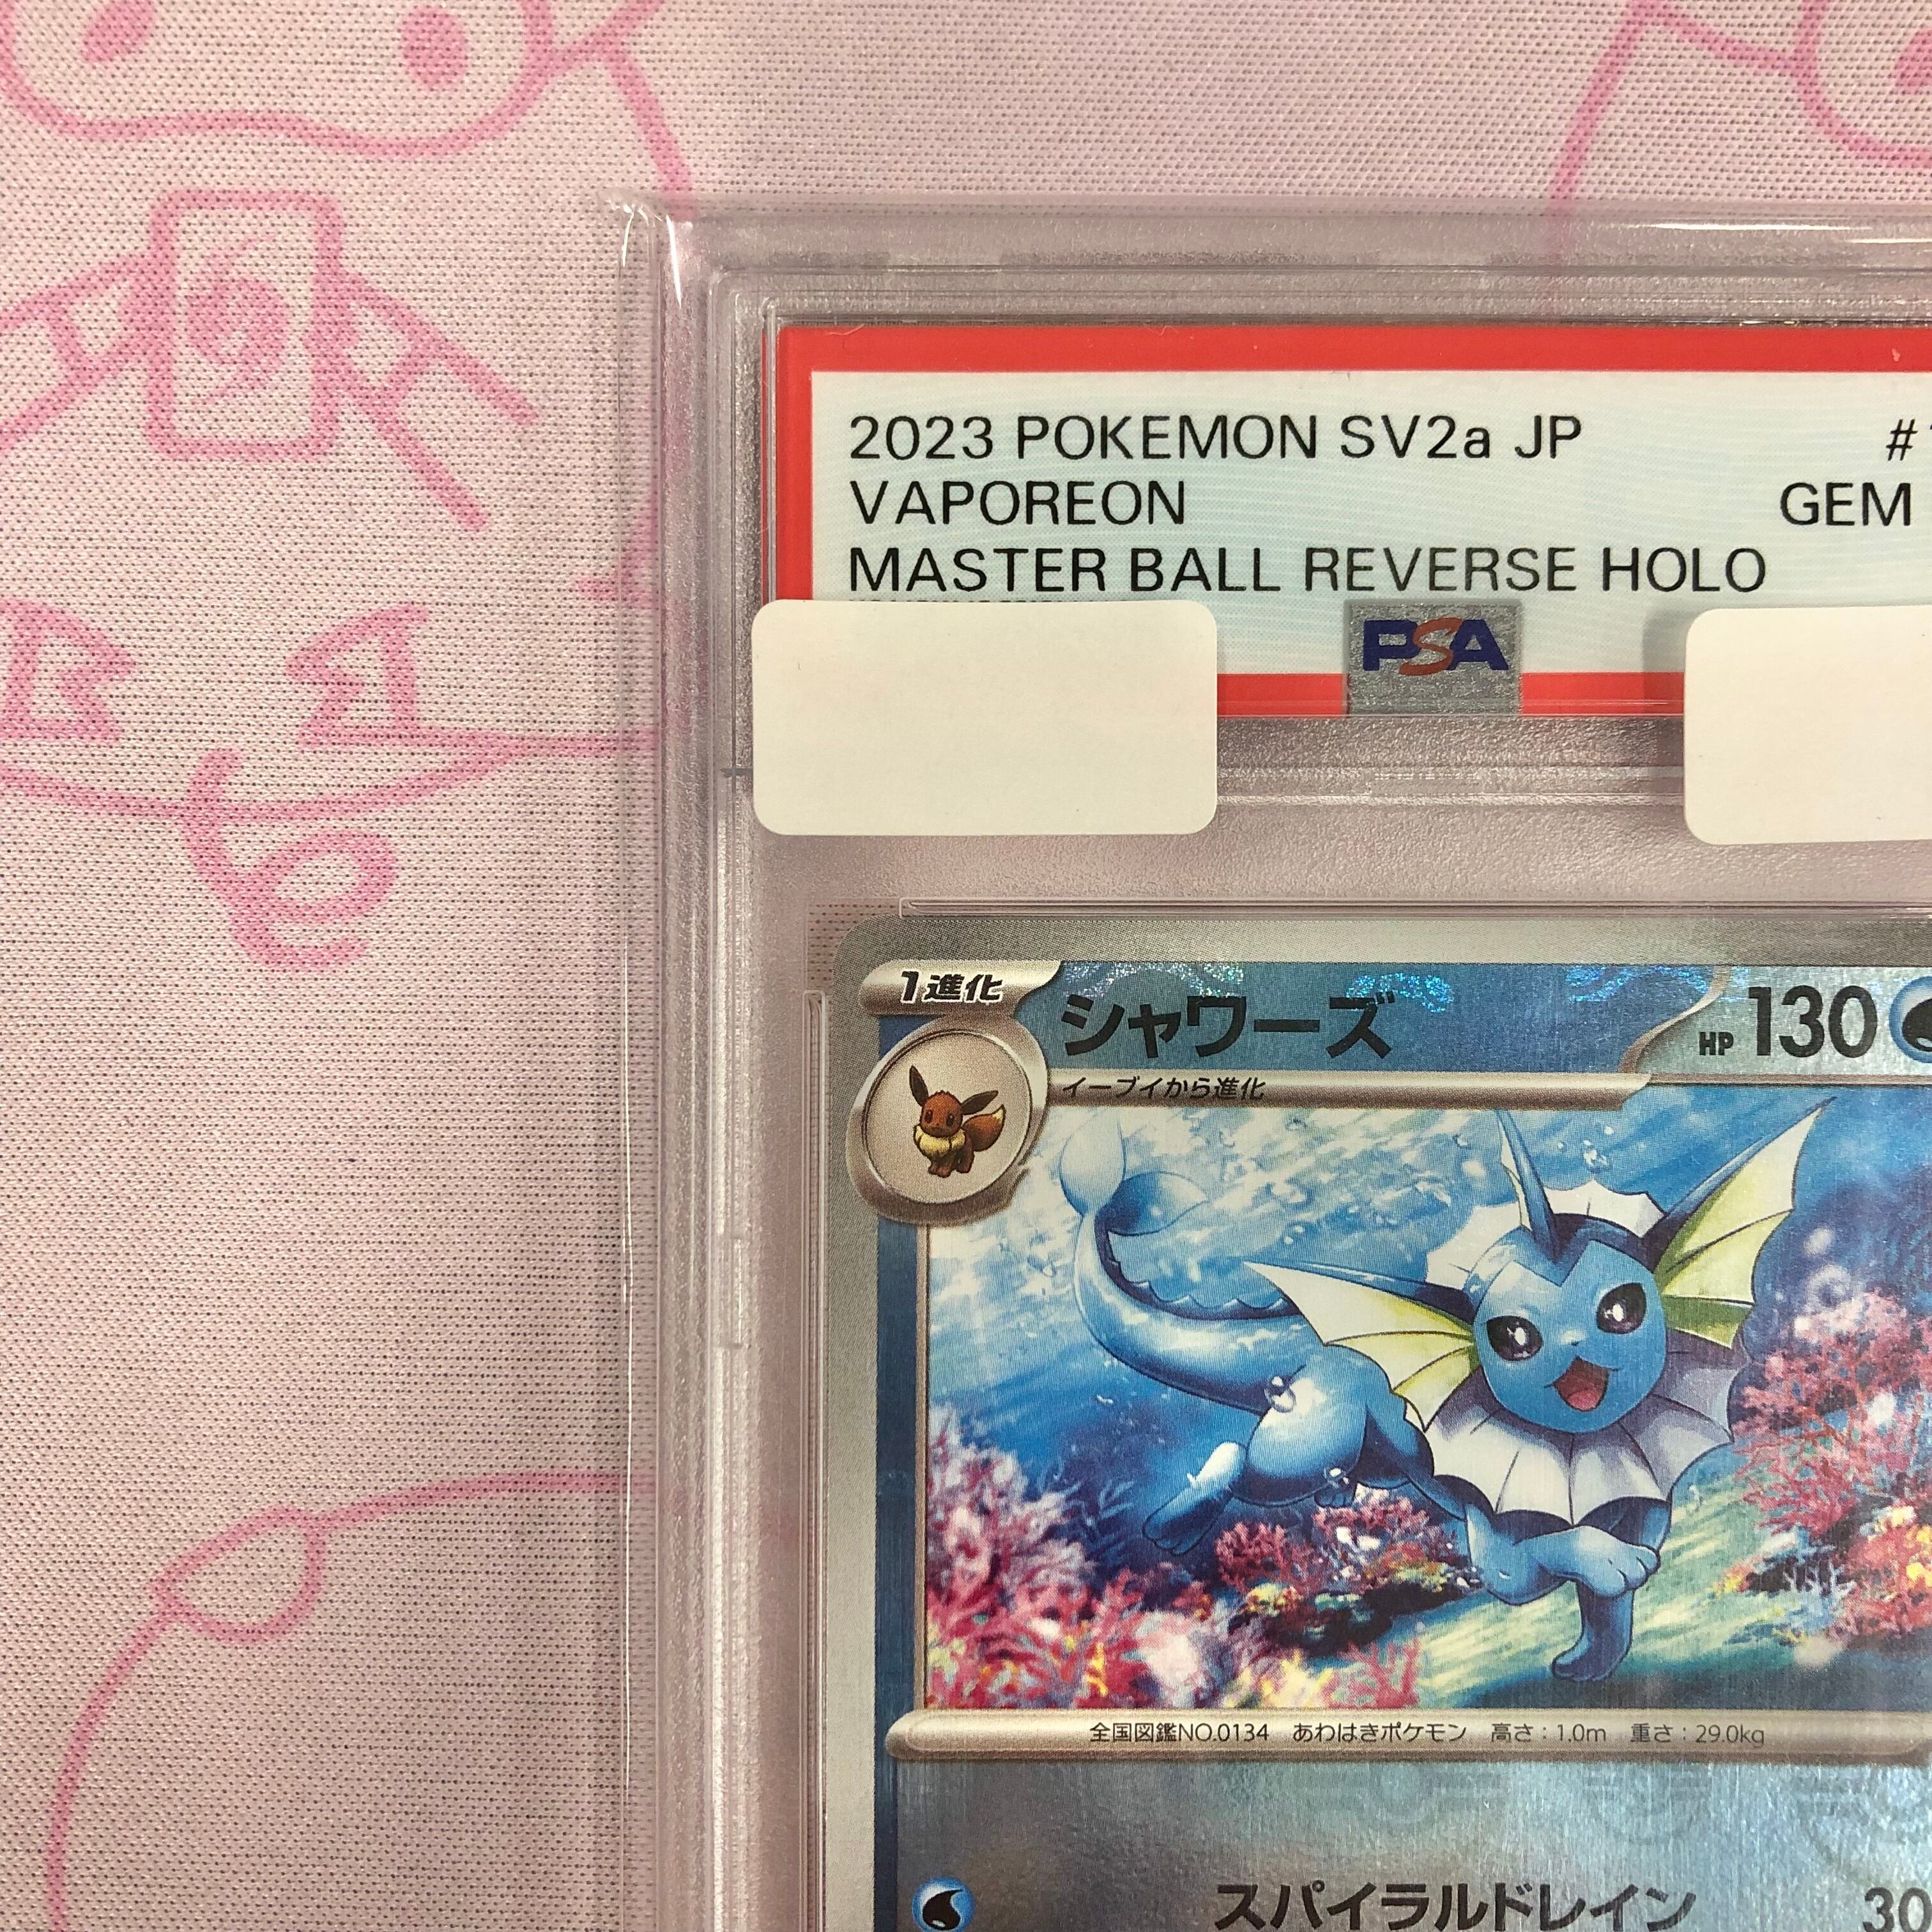 2023 POKEMON SV2a JP #
VAPOREON GEM
MASTER BALL REVERSE HOLO
PSA
1進化
シャワーズ HP 130
イーブイから進化
全国図鑑NO.0134 あわはきポケモン 高さ:1.0m 重さ:29.0kg
スパイラルドレイン 30